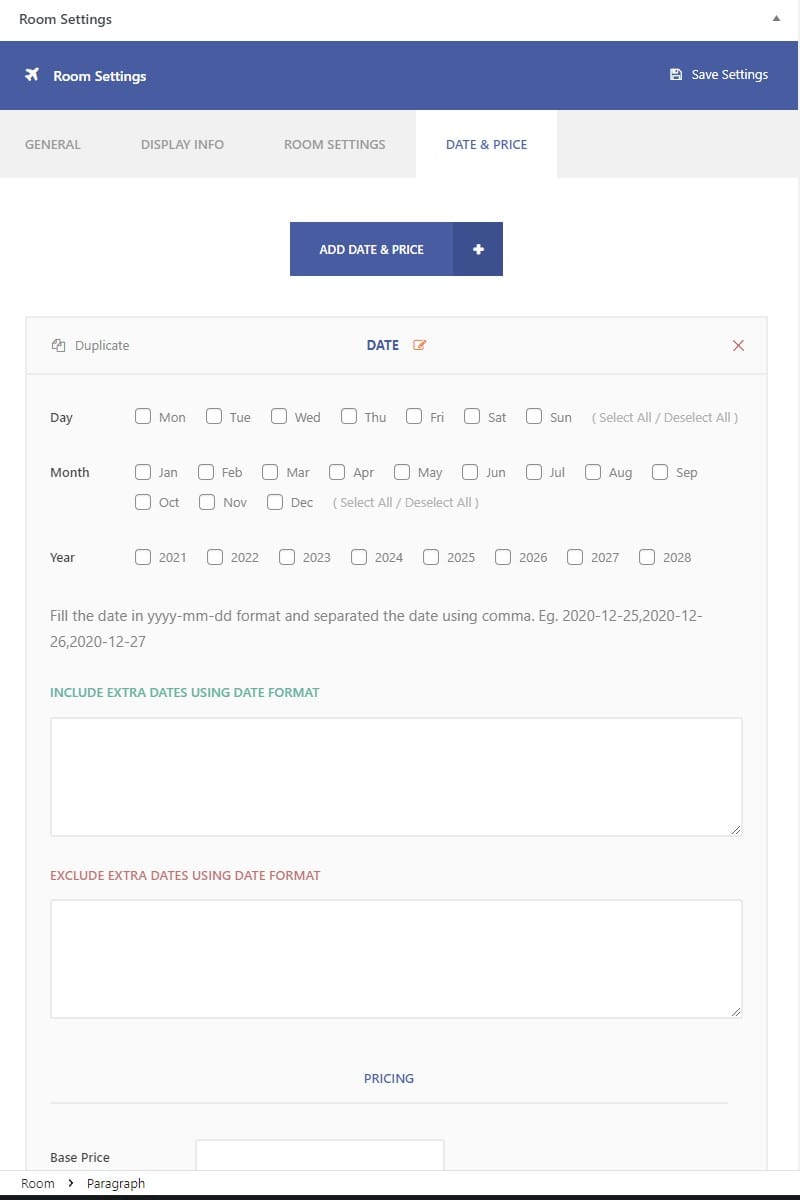 Room Settings
Room Settings
Save Settings
GENERAL
DISPLAY INFO
ROOM SETTINGS
DATE & PRICE
ADD DATE & PRICE
Duplicate
DATE
Day Mon Tue Wed Thu Fri Sat Sun ( Select All / Deselect All )
Month Jan Feb Mar Apr May Jun Jul Aug Sep
Oct Nov Dec ( Select All / Deselect All )
Year 2021 2022 2023 2024 2025 2026 2027 2028
Fill the date in yyyy-mm-dd format and separated the date using comma. Eg. 2020-12-25,2020-12-
26,2020-12-27
INCLUDE EXTRA DATES USING DATE FORMAT
EXCLUDE EXTRA DATES USING DATE FORMAT
PRICING
Base Price
Room > Paragraph